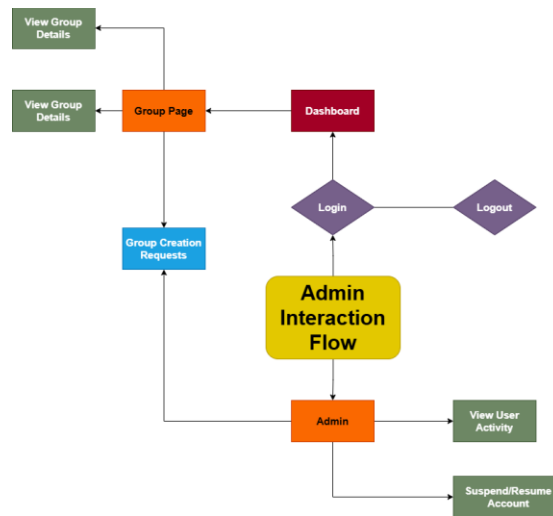 View Group
Details
View Group
Details
Group Page
Dashboard
Login
Logout
Group Creation
Requests
Admin
Interaction
Flow
Admin
View User
Activity
Suspend/Resume
Account